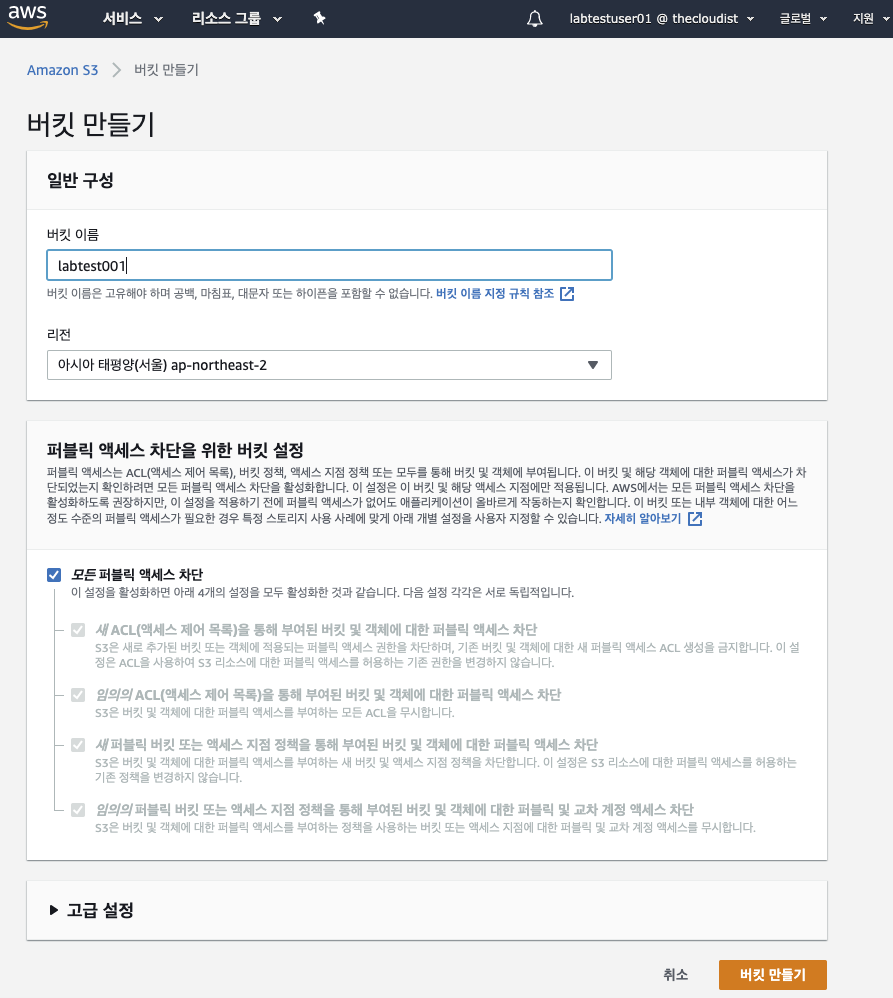 aws 서비스 리소스 그룹 labtestuser01 @ thecloudist 글로벌 지원
Amazon S3 버킷 만들기
버킷 만들기
일반 구성
버킷 이름
labtest001
버킷 이름은 고유해야 하며 공백, 마침표, 대문자 또는 하이픈을 포함할 수 없습니다. 버킷 이름 지정 규칙 참조
리전
아시아 태평양(서울) ap-northeast-2
퍼블릭 액세스 차단을 위한 버킷 설정
퍼블릭 액세스는 ACL(액세스 제어 목록), 버킷 정책, 액세스 지점 정책 또는 모두를 통해 버킷 및 객체에 부여됩니다. 이 버킷 및 해당 객체에 대한 퍼블릭 액세스가 차
단되었는지 확인하려면 모든 퍼블릭 액세스 차단을 활성화합니다. 이 설정은 이 버킷 및 해당 액세스 지점에만 적용됩니다. AWS에서는 모든 퍼블릭 액세스 차단을
활성화하도록 권장하지만, 이 설정을 적용하기 전에 퍼블릭 액세스가 없어도 애플리케이션이 올바르게 작동하는지 확인합니다. 이 버킷 또는 내부 객체에 대한 어느
정도 수준의 퍼블릭 액세스가 필요한 경우 특정 스토리지 사용 사례에 맞게 아래 개별 설정을 사용자 지정할 수 있습니다. 자세히 알아보기
모든 퍼블릭 액세스 차단
이 설정을 활성화하면 아래 4개의 설정을 모두 활성화한 것과 같습니다. 다음 설정 각각은 서로 독립적입니다.
새 ACL(액세스 제어 목록)을 통해 부여된 버킷 및 객체에 대한 퍼블릭 액세스 차단
S3은 새로 추가된 버킷 또는 객체에 적용되는 퍼블릭 액세스 권한을 차단하며, 기존 버킷 및 객체에 대한 새 퍼블릭 액세스 ACL 생성을 금지합니다. 이 설
정은 ACL을 사용하여 S3 리소스에 대한 퍼블릭 액세스를 허용하는 기존 권한을 변경하지 않습니다.
임의의 ACL(액세스 제어 목록)을 통해 부여된 버킷 및 객체에 대한 퍼블릭 액세스 차단
S3은 버킷 및 객체에 대한 퍼블릭 액세스를 부여하는 모든 ACL을 무시합니다.
새 퍼블릭 버킷 또는 액세스 지점 정책을 통해 부여된 버킷 및 객체에 대한 퍼블릭 액세스 차단
S3은 버킷 및 객체에 대한 퍼블릭 액세스를 부여하는 새 버킷 및 액세스 지점 정책을 차단합니다. 이 설정은 S3 리소스에 대한 퍼블릭 액세스를 허용하는
기존 정책을 변경하지 않습니다.
임의의 퍼블릭 버킷 또는 액세스 지점 정책을 통해 부여된 버킷 및 객체에 대한 퍼블릭 및 교차 계정 액세스 차단
S3은 버킷 및 객체에 대한 퍼블릭 액세스를 부여하는 정책을 사용하는 버킷 또는 액세스 지점에 대한 퍼블릭 및 교차 계정 액세스를 무시합니다.
고급 설정
취소 버킷 만들기